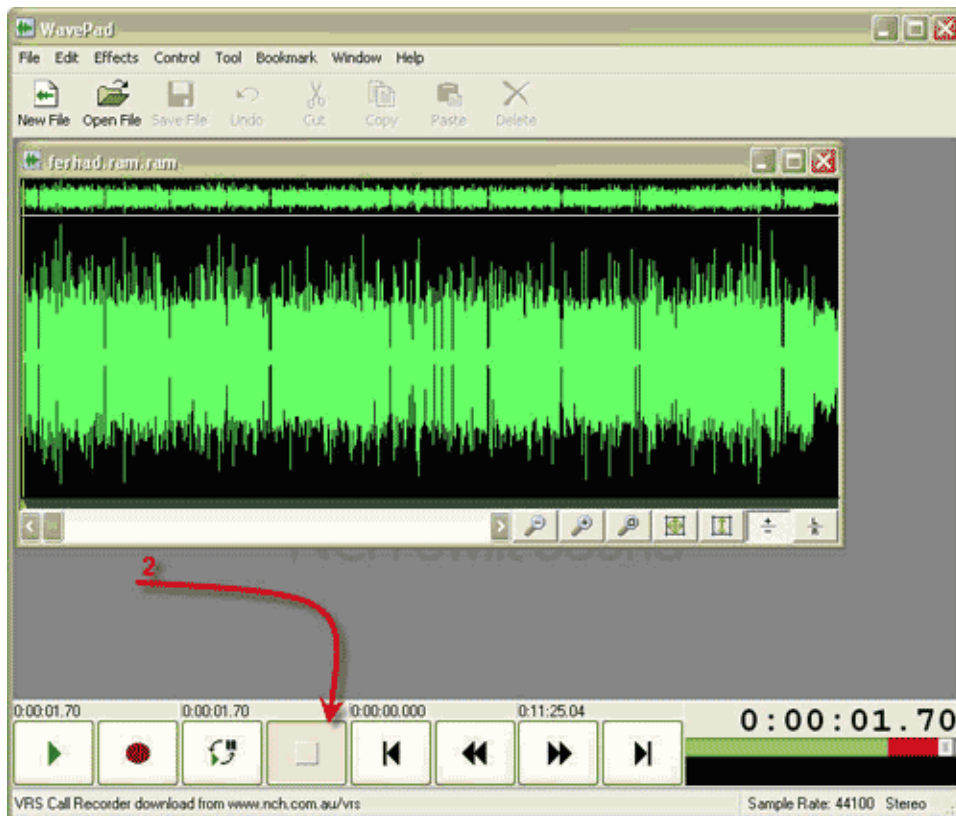 WavePad
File Edit Effects Control Tool Bookmark Window Help
New File Open File Save File Undo Cut Copy Paste Delete
ferhad.ram.ram
2
0:00:01.70 0:00:01.70 0:00:00.000 0:11:25.04
0:00:01.70
VRS Call Recorder download from www.nch.com.au/vrs Sample Rate: 44100 Stereo